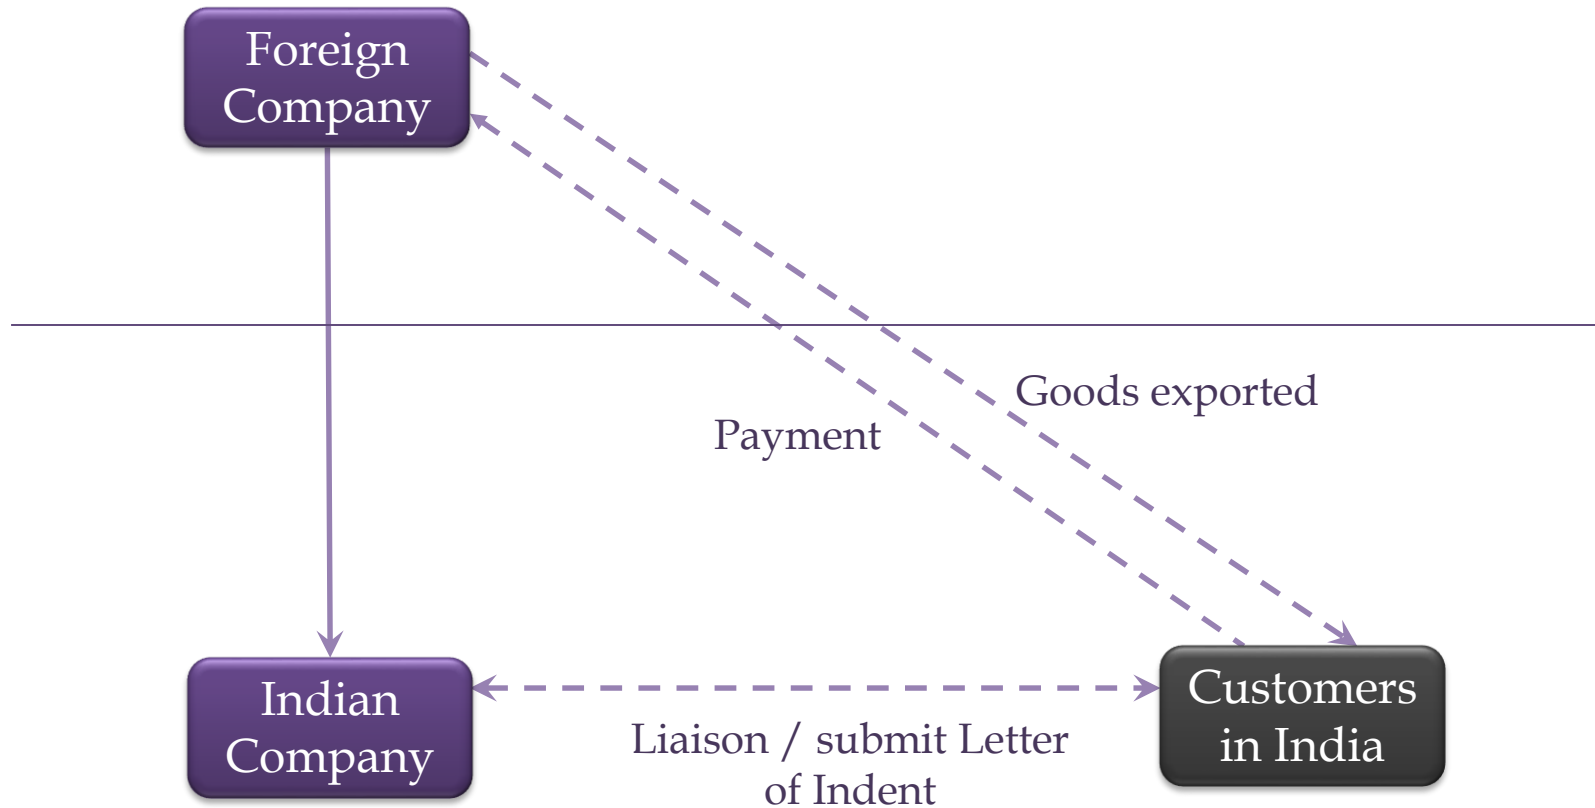 Foreign
Company
Goods exported
Payment
Indian
Company
Liaison / submit Letter
of Indent
Customers
in India